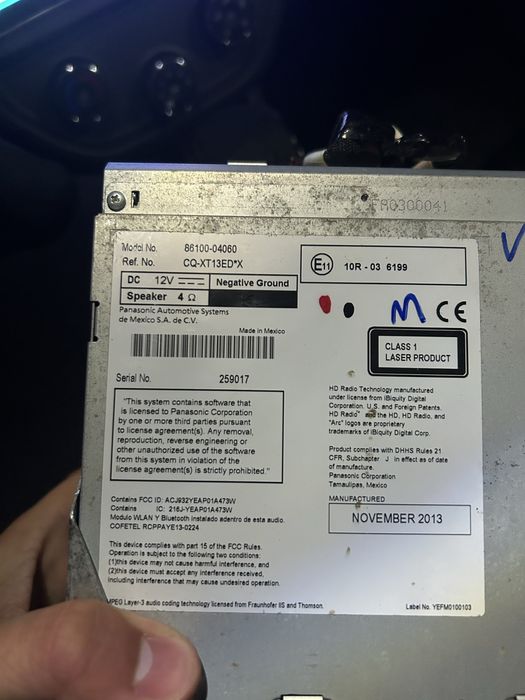 FA0300041
Model No. 86100-04060
Ref. No. CQ-XT13ED*X
E11 10R - 03 6199
DC 12V
Negative Ground
Speaker 4 Ω
Panasonic Automotive Systems
de Mexico S.A. de C.V.
Made in Mexico
M CE
V
CLASS 1
LASER PRODUCT
Serial No. 259017
"This system contains software that
is licensed to Panasonic Corporation
by one or more third parties pursuant
to license agreement(s). Any removal,
reproduction, reverse engineering or
other unauthorized use of the software
from this system in violation of the
license agreement(s) is strictly prohibited."
HD Radio Technology manufactured
under license from iBiquity Digital
Corporation. U.S. and Foreign Patents.
HD Radio™ and the HD, HD Radio, and
"Arc" logos are proprietary
trademarks of iBiquity Digital Corp.
Product complies with DHHS Rules 21
CFR, Subchapter J in effect as of date
of manufacture.
Panasonic Corporation
Tamaulipas, Mexico
MANUFACTURED
NOVEMBER 2013
Contains FCC ID: ACJ932YEAP01A473W
Contains IC: 216J-YEAP01A473W
Modulo WLAN Y Bluetooth instalado adentro de esta audio.
COFETEL RCPPAYE13-0224
This device complies with part 15 of the FCC Rules.
Operation is subject to the following two conditions:
(1)this device may not cause harmful interference, and
(2)this device must accept any interference received,
including interference that may cause undesired operation.
MPEG Layer-3 audio coding technology licensed from Fraunhofer IIS and Thomson.
Label No. YEFM0100103